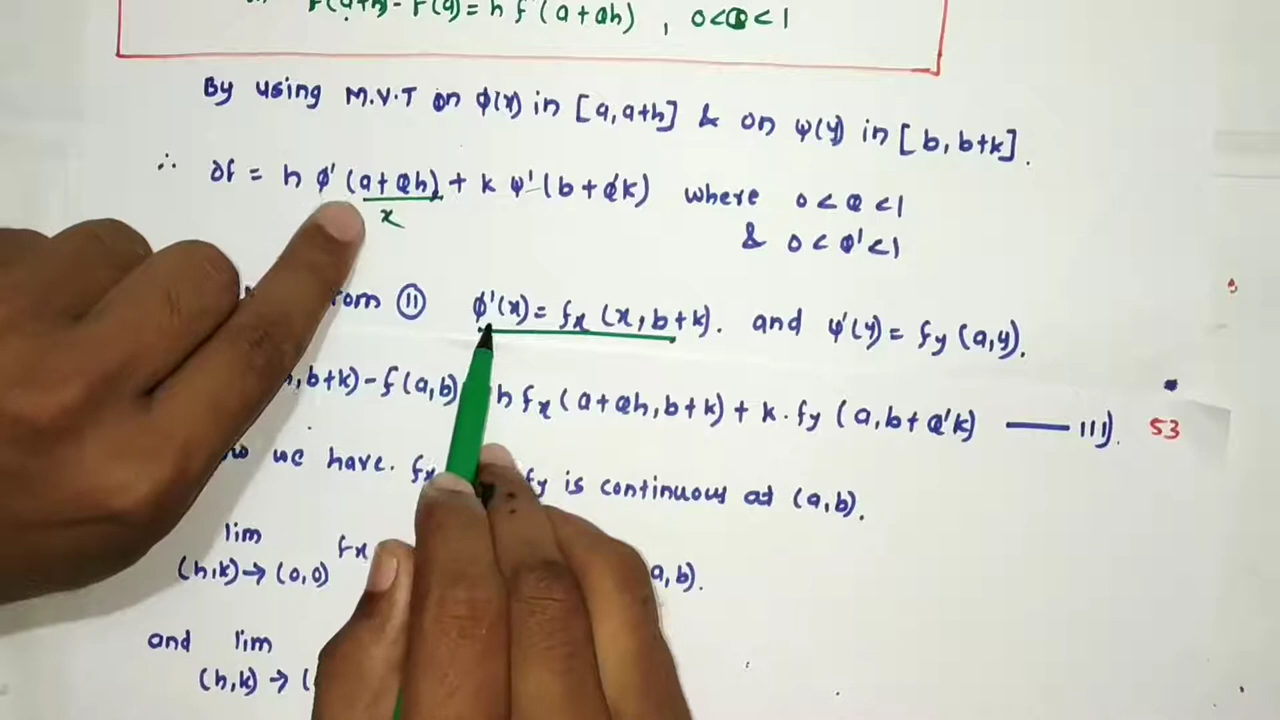 f(a+h) - f(a) = h f'(a+θh) , 0<θ<1
By using M.V.T on ϕ(x) in [a, a+h] & on ψ(y) in [b, b+k].
∴ δf = h ϕ'(a+θh) + k ψ'(b+θ'k) where 0<θ<1
x
& 0<θ'<1
from (II) ϕ'(x) = fx (x, b+k). and ψ'(y) = fy (a,y).
, b+k) - f(a,b) h fx (a+θh, b+k) + k. fy (a, b+θ'k) —— III). 53
we have. fx fy is continuous at (a,b).
lim
(h,k)→(0,0) fx a,b).
and lim
(h,k)→(